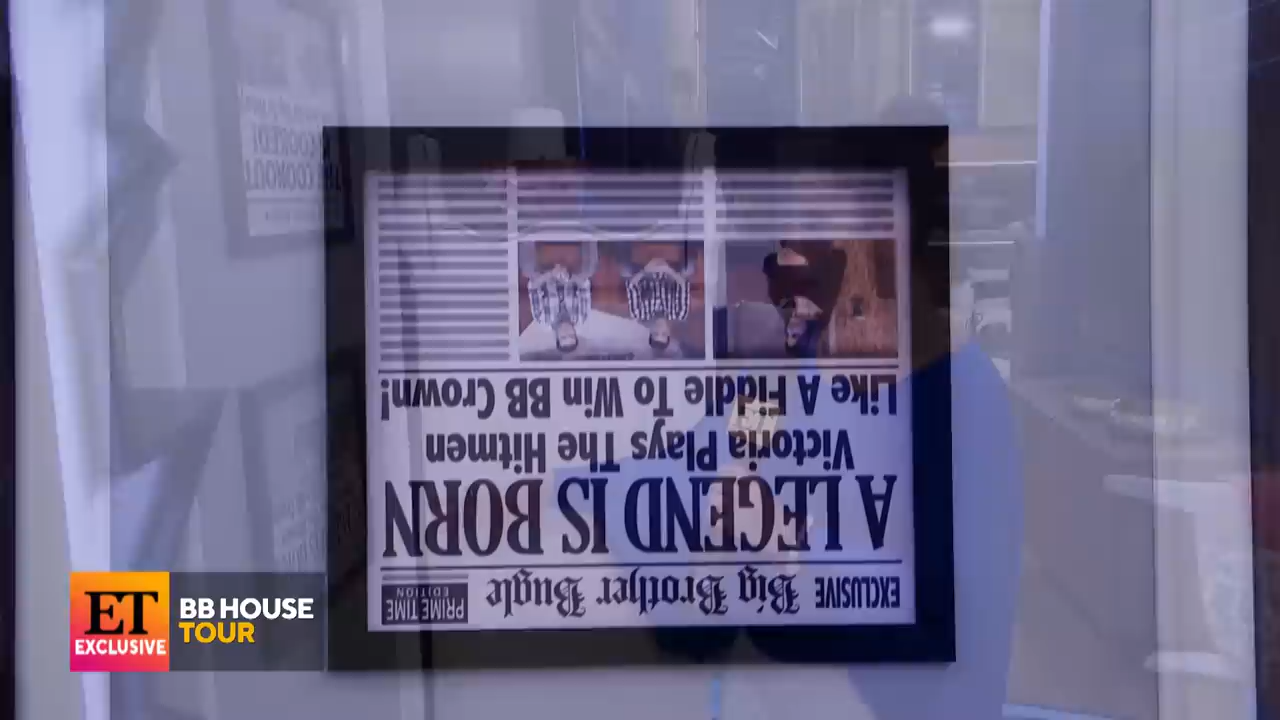 EXCLUSIVE
Big Brother Bugle
PRIME TIME
EDITION
A LEGEND IS BORN
Victoria Plays The Hitmen
Like A Fiddle To Win BB Crown!
COOKOUT
ET
EXCLUSIVE
BB HOUSE
TOUR